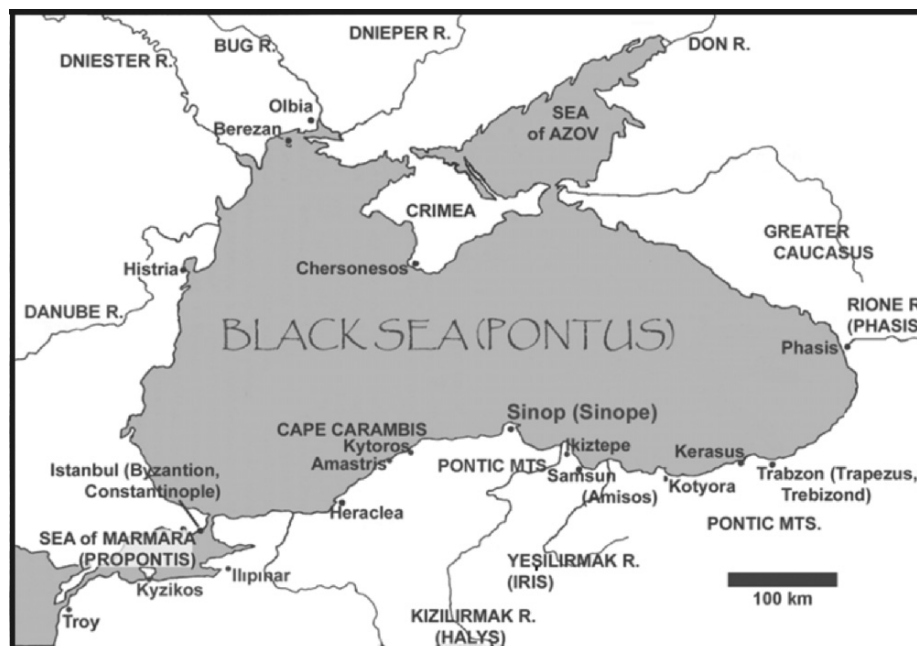 DNIEPER R.
BUG R.
DNIESTER R.
DON R.
Olbia
Berezan
SEA
of AZOV
CRIMEA
GREATER
CAUCASUS
Histria
Chersonesos
DANUBE R.
RIONE R
(PHASIS)
BLACK SEA (PONTUS)
Phasis
Sinop (Sinope)
CAPE CARAMBIS
Kytoros
Amastris
Ikiztepe
PONTIC MTS
Samsun
(Amisos)
Kerasus
Kotyora
Trabzon (Trapezus,
Trebizond)
PONTIC MTS.
Istanbul (Byzantion,
Constantinople)
Heraclea
SEA of MARMARA
(PROPONTIS)
Ilıpınar
Kyzikos
Troy
YEŞILIRMAK R.
(IRIS)
KIZILIRMAK R.
(HALYS)
100 km